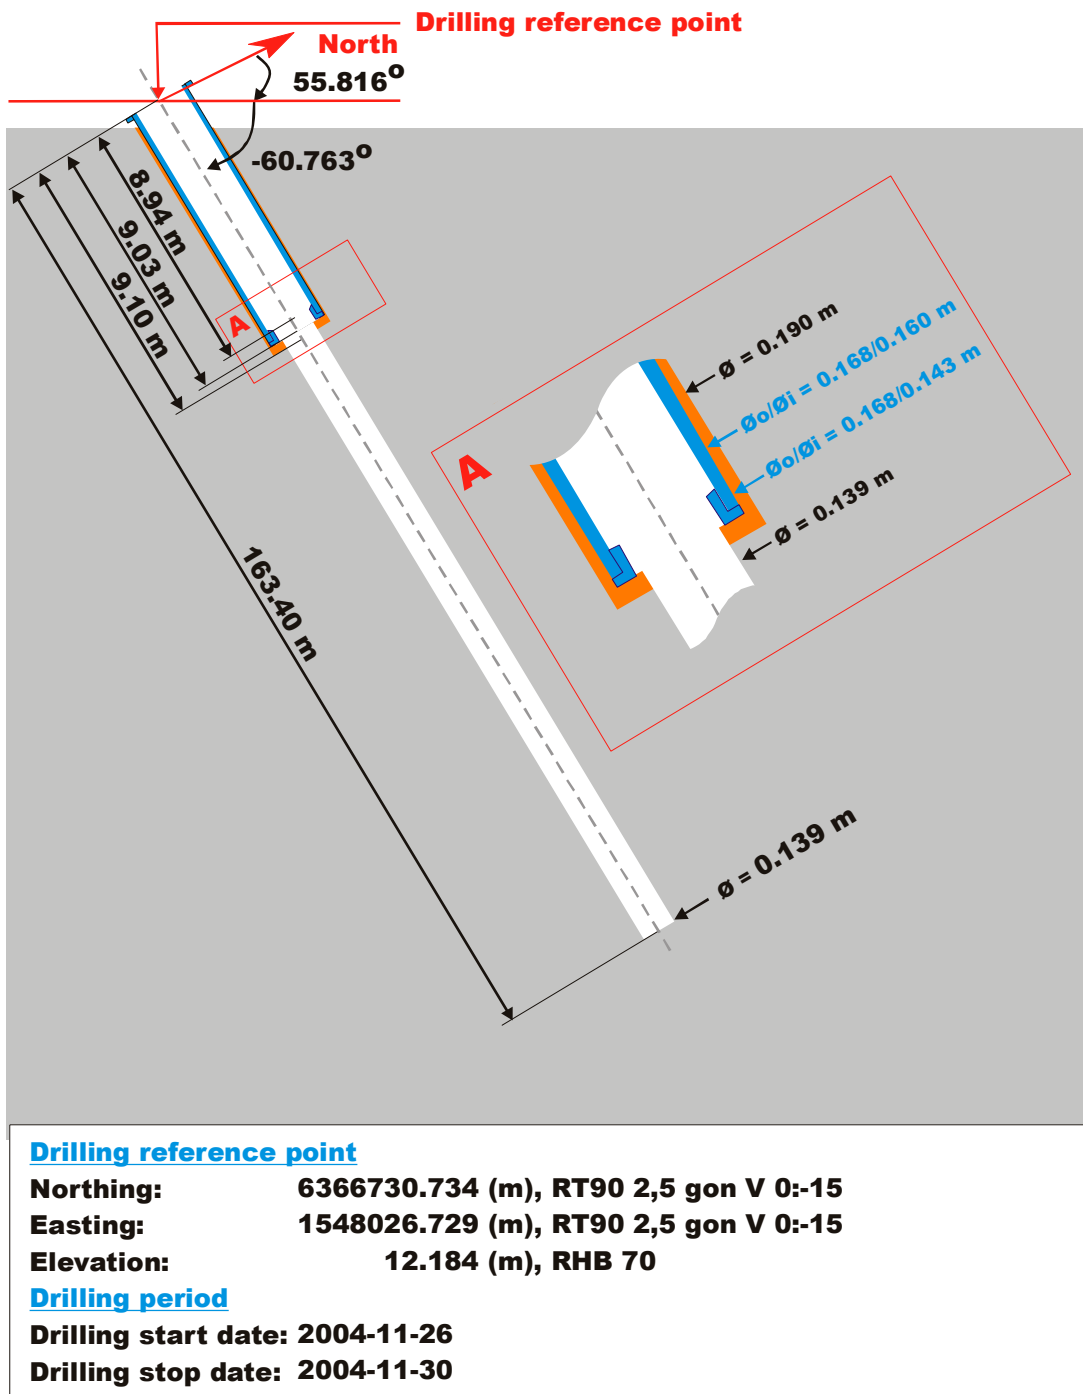 Drilling reference point
North
55.816°
-60.763°
8.94 m
9.03 m
9.10 m
A
163.40 m
A
Ø = 0.190 m
Øo/Øi = 0.168/0.160 m
Øo/Øi = 0.168/0.143 m
Ø = 0.139 m
Ø = 0.139 m
Drilling reference point
Northing: 6366730.734 (m), RT90 2,5 gon V 0:-15
Easting: 1548026.729 (m), RT90 2,5 gon V 0:-15
Elevation: 12.184 (m), RHB 70
Drilling period
Drilling start date: 2004-11-26
Drilling stop date: 2004-11-30